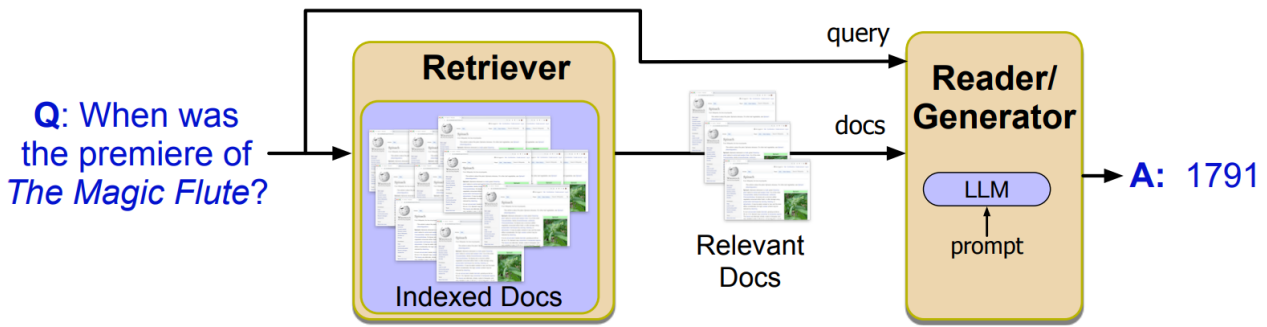 Q: When was
the premiere of
The Magic Flute?
Retriever
Indexed Docs
query
docs
Relevant
Docs
Reader/
Generator
LLM
prompt
A: 1791